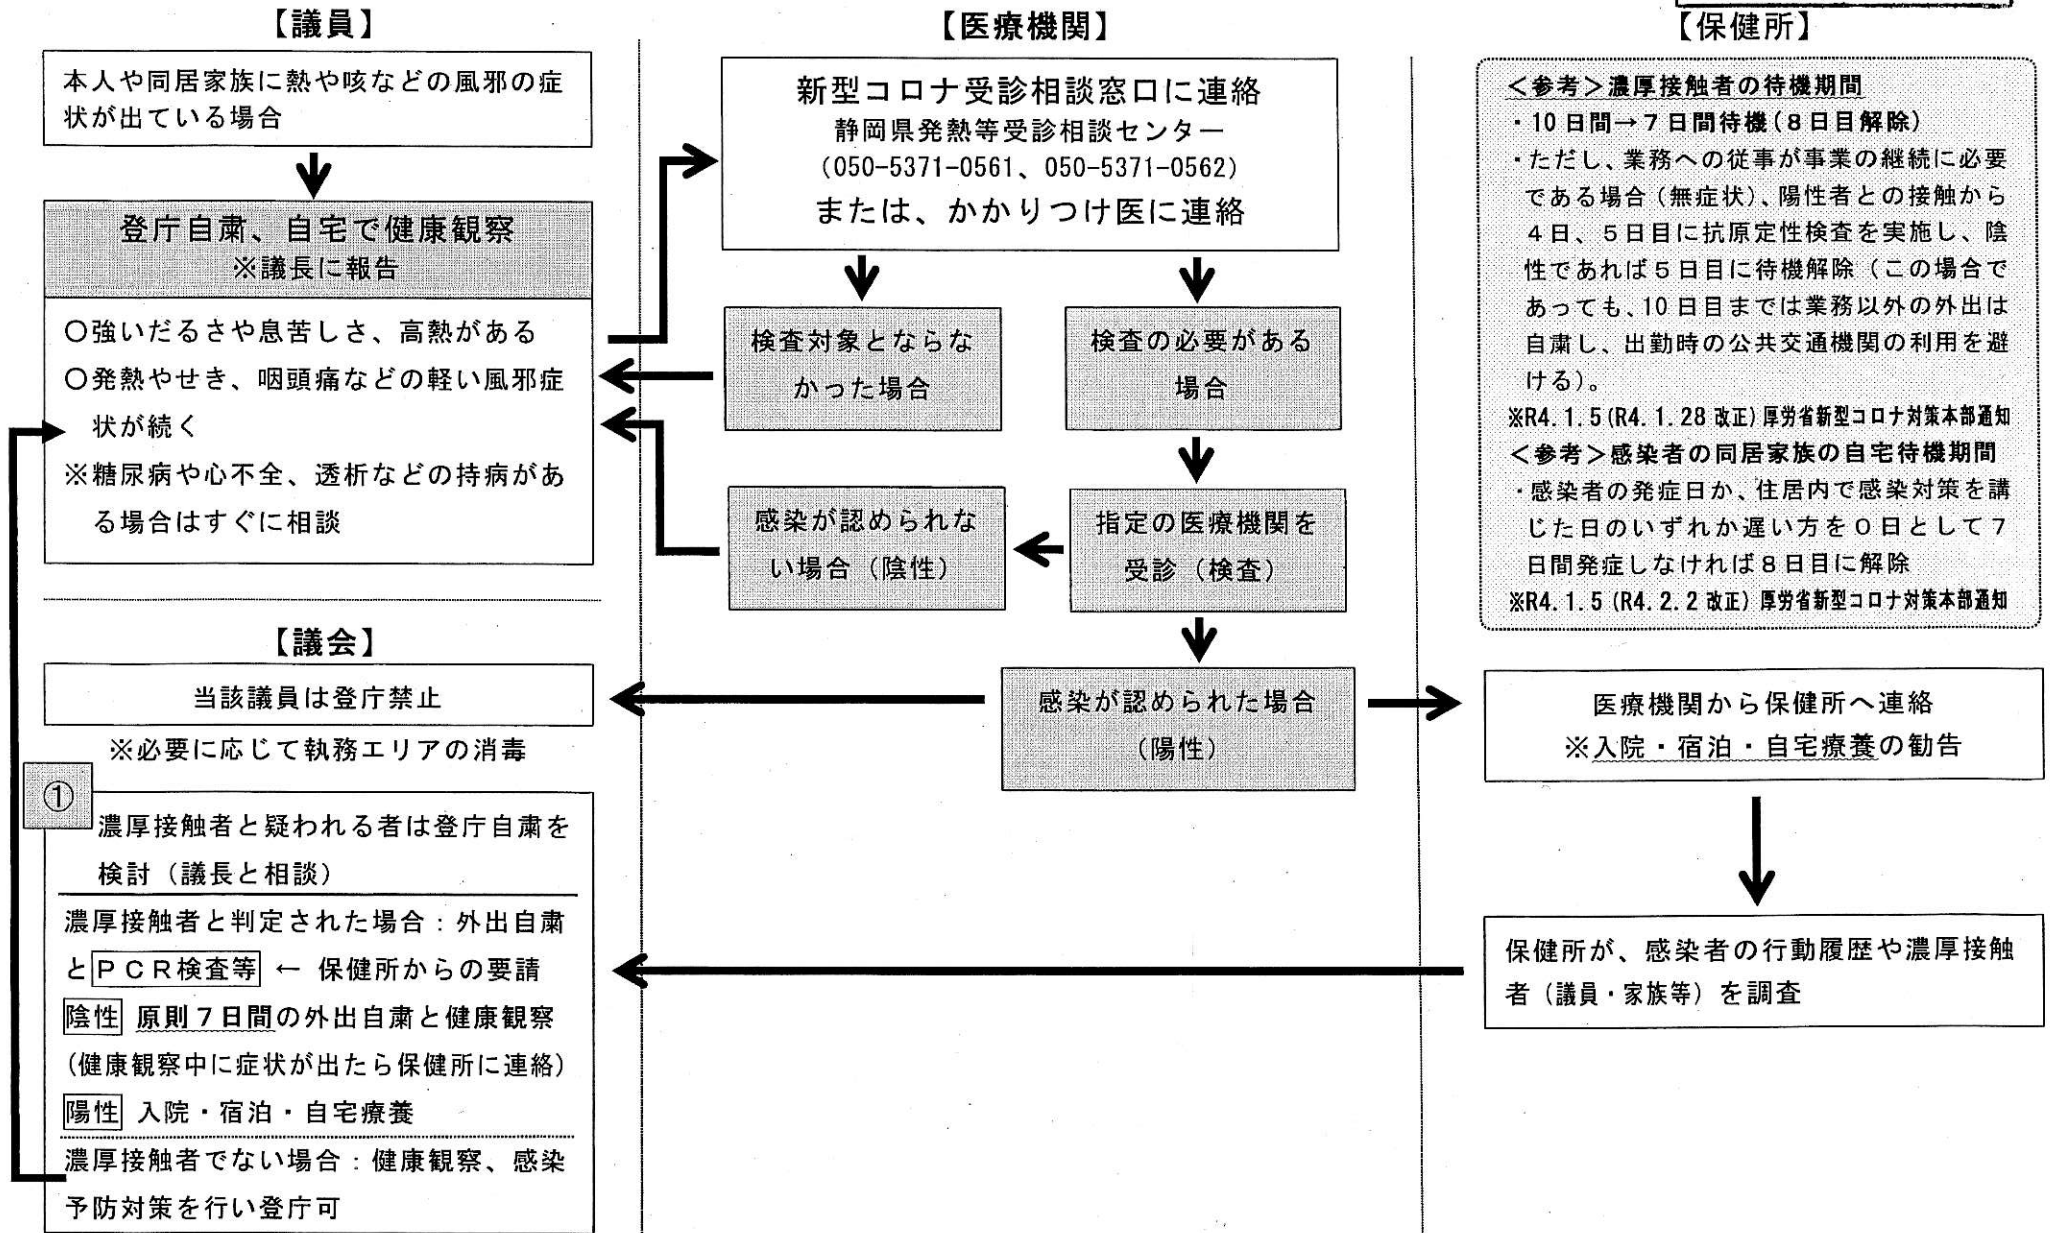 【議員】
本人や同居家族に熱や咳などの風邪の症
状が出ている場合
登庁自粛、自宅で健康観察
※議長に報告
○強いだるさや息苦しさ、高熱がある
○発熱やせき、咽頭痛などの軽い風邪症
状が続く
※糖尿病や心不全、透析などの持病があ
る場合はすぐに相談
【議会】
当該議員は登庁禁止
※必要に応じて執務エリアの消毒
①
濃厚接触者と疑われる者は登庁自粛を
検討（議長と相談）
濃厚接触者と判定された場合：外出自粛
とＰＣＲ検査等 ← 保健所からの要請
陰性 原則７日間の外出自粛と健康観察
（健康観察中に症状が出たら保健所に連絡）
陽性 入院・宿泊・自宅療養
濃厚接触者でない場合：健康観察、感染
予防対策を行い登庁可
【医療機関】
新型コロナ受診相談窓口に連絡
静岡県発熱等受診相談センター
（050-5371-0561、050-5371-0562）
または、かかりつけ医に連絡
検査対象とならな
かった場合
検査の必要がある
場合
感染が認められな
い場合（陰性）
指定の医療機関を
受診（検査）
感染が認められた場合
（陽性）
【保健所】
＜参考＞濃厚接触者の待機期間
・10日間→７日間待機（８日目解除）
・ただし、業務への従事が事業の継続に必要
である場合（無症状）、陽性者との接触から
４日、５日目に抗原定性検査を実施し、陰
性であれば５日目に待機解除（この場合で
あっても、10日目までは業務以外の外出は
自粛し、出勤時の公共交通機関の利用を避
ける）。
※R4.1.5(R4.1.28改正)厚労省新型コロナ対策本部通知
＜参考＞感染者の同居家族の自宅待機期間
・感染者の発症日か、住居内で感染対策を講
じた日のいずれか遅い方を０日として７
日間発症しなければ８日目に解除
※R4.1.5(R4.2.2改正)厚労省新型コロナ対策本部通知
医療機関から保健所へ連絡
※入院・宿泊・自宅療養の勧告
保健所が、感染者の行動履歴や濃厚接触
者（議員・家族等）を調査